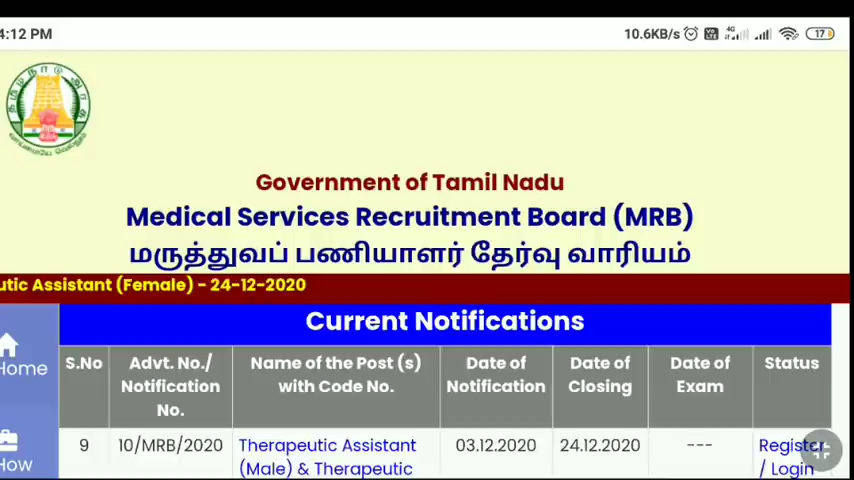 4:12 PM
10.6KB/s
4G
17
Government of Tamil Nadu
Medical Services Recruitment Board (MRB)
மருத்துவப் பணியாளர் தேர்வு வாரியம்
utic Assistant (Female) - 24-12-2020
Current Notifications
Home
S.No
Advt. No./
Notification
No.
Name of the Post (s)
with Code No.
Date of
Notification
Date of
Closing
Date of
Exam
Status
How
9
10/MRB/2020
Therapeutic Assistant
(Male) & Therapeutic
03.12.2020
24.12.2020
---
Register
/ Login